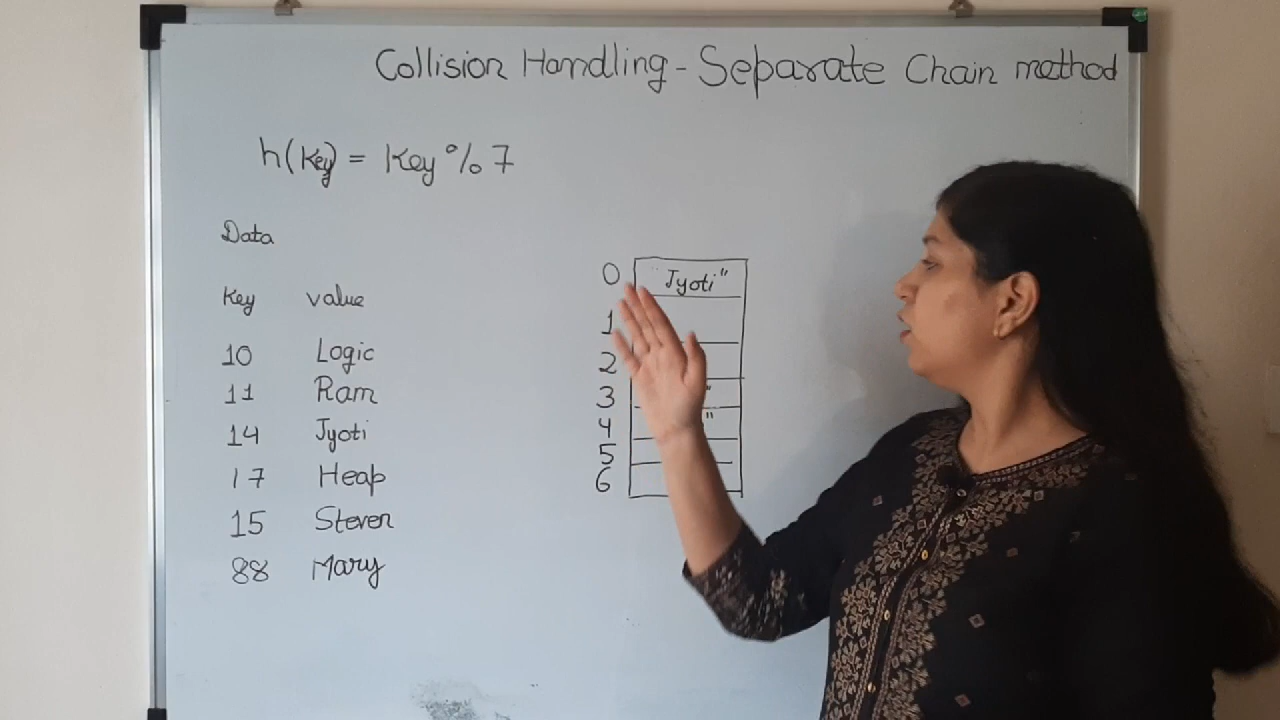 Collision Handling - Separate Chain method
h(Key) = Key % 7
Data
Key value
10 Logic
11 Ram
14 Jyoti
17 Heap
15 Steven
88 Mary
0 "Jyoti"
1
2
3 "
4 "
5
6